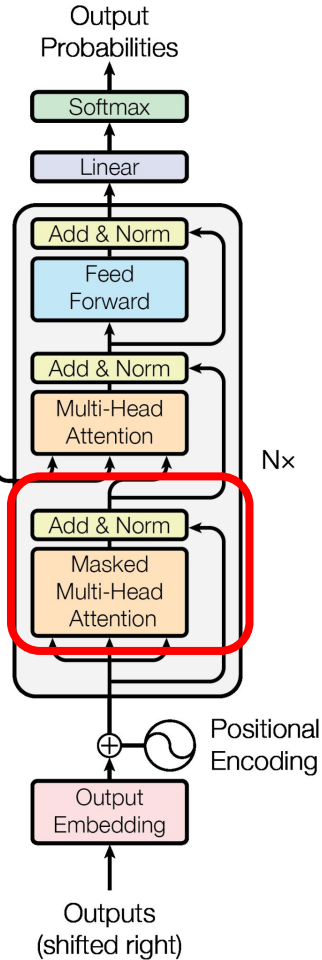 Output
Probabilities
Softmax
Linear
Add & Norm
Feed
Forward
Add & Norm
Multi-Head
Attention
N×
Add & Norm
Masked
Multi-Head
Attention
Positional
Encoding
Output
Embedding
Outputs
(shifted right)